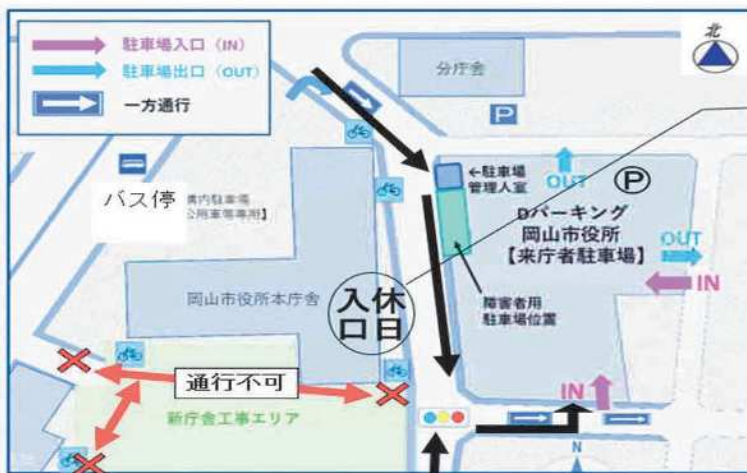 駐車場入口（IN）
駐車場出口（OUT）
一方通行
北
分庁舎
P
←駐車場
管理人室
OUT
P
Dパーキング
岡山市役所
【来庁者駐車場】
OUT
IN
バス停
構内駐車場
公用車等専用】
岡山市役所本庁舎
休日
入口
障害者用
駐車場位置
通行不可
新庁舎工事エリア
IN
N